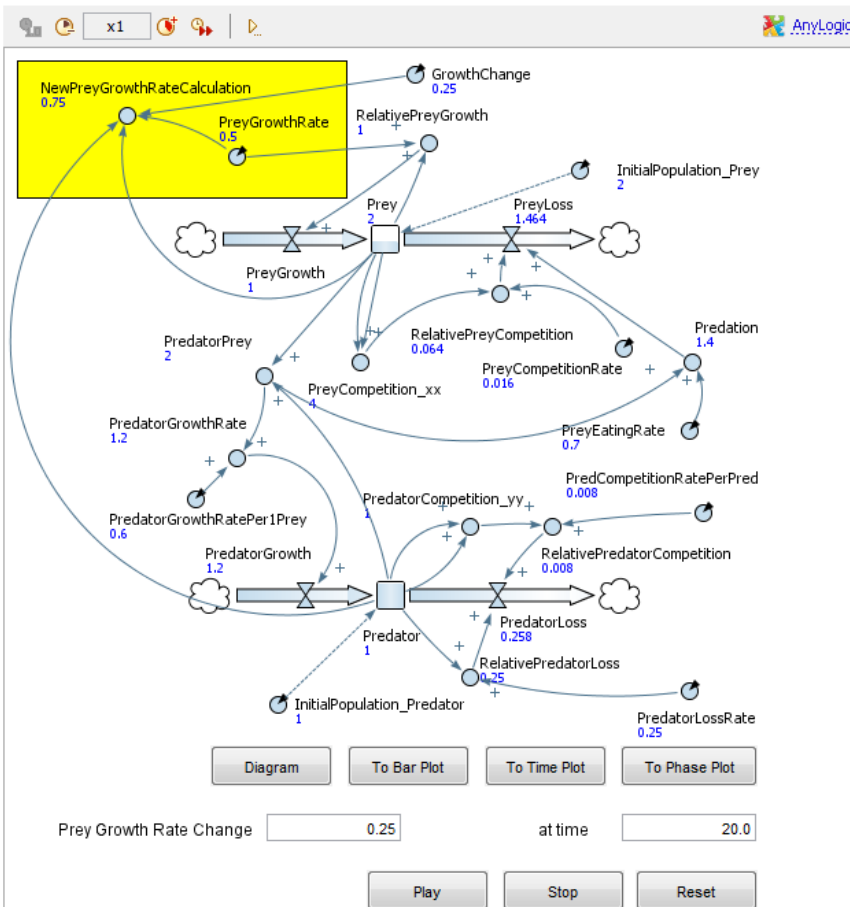 x1
AnyLogic
GrowthChange
0.25
NewPreyGrowthRateCalculation
0.75
PreyGrowthRate
0.5
RelativePreyGrowth
1
InitialPopulation_Prey
2
Prey
2
PreyLoss
1.464
PreyGrowth
1
PredatorPrey
2
RelativePreyCompetition
0.064
Predation
1.4
PreyCompetitionRate
0.016
PreyCompetition_xx
4
PredatorGrowthRate
1.2
PreyEatingRate
0.7
PredCompetitionRatePerPred
0.008
PredatorCompetition_yy
1
PredatorGrowthRatePer1Prey
0.6
PredatorGrowth
1.2
RelativePredatorCompetition
0.008
PredatorLoss
0.258
Predator
1
RelativePredatorLoss
0.25
InitialPopulation_Predator
1
PredatorLossRate
0.25
Diagram To Bar Plot To Time Plot To Phase Plot
Prey Growth Rate Change 0.25 at time 20.0
Play Stop Reset